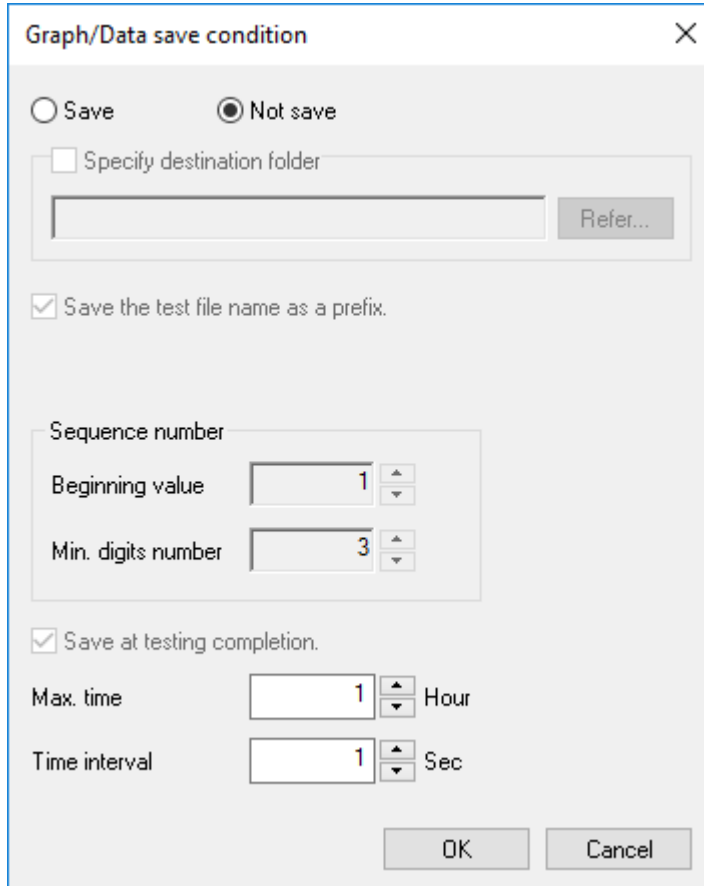 Graph/Data save condition
Save Not save
Specify destination folder
Refer...
Save the test file name as a prefix.
Sequence number
Beginning value 1
Min. digits number 3
Save at testing completion.
Max. time 1 Hour
Time interval 1 Sec
OK Cancel